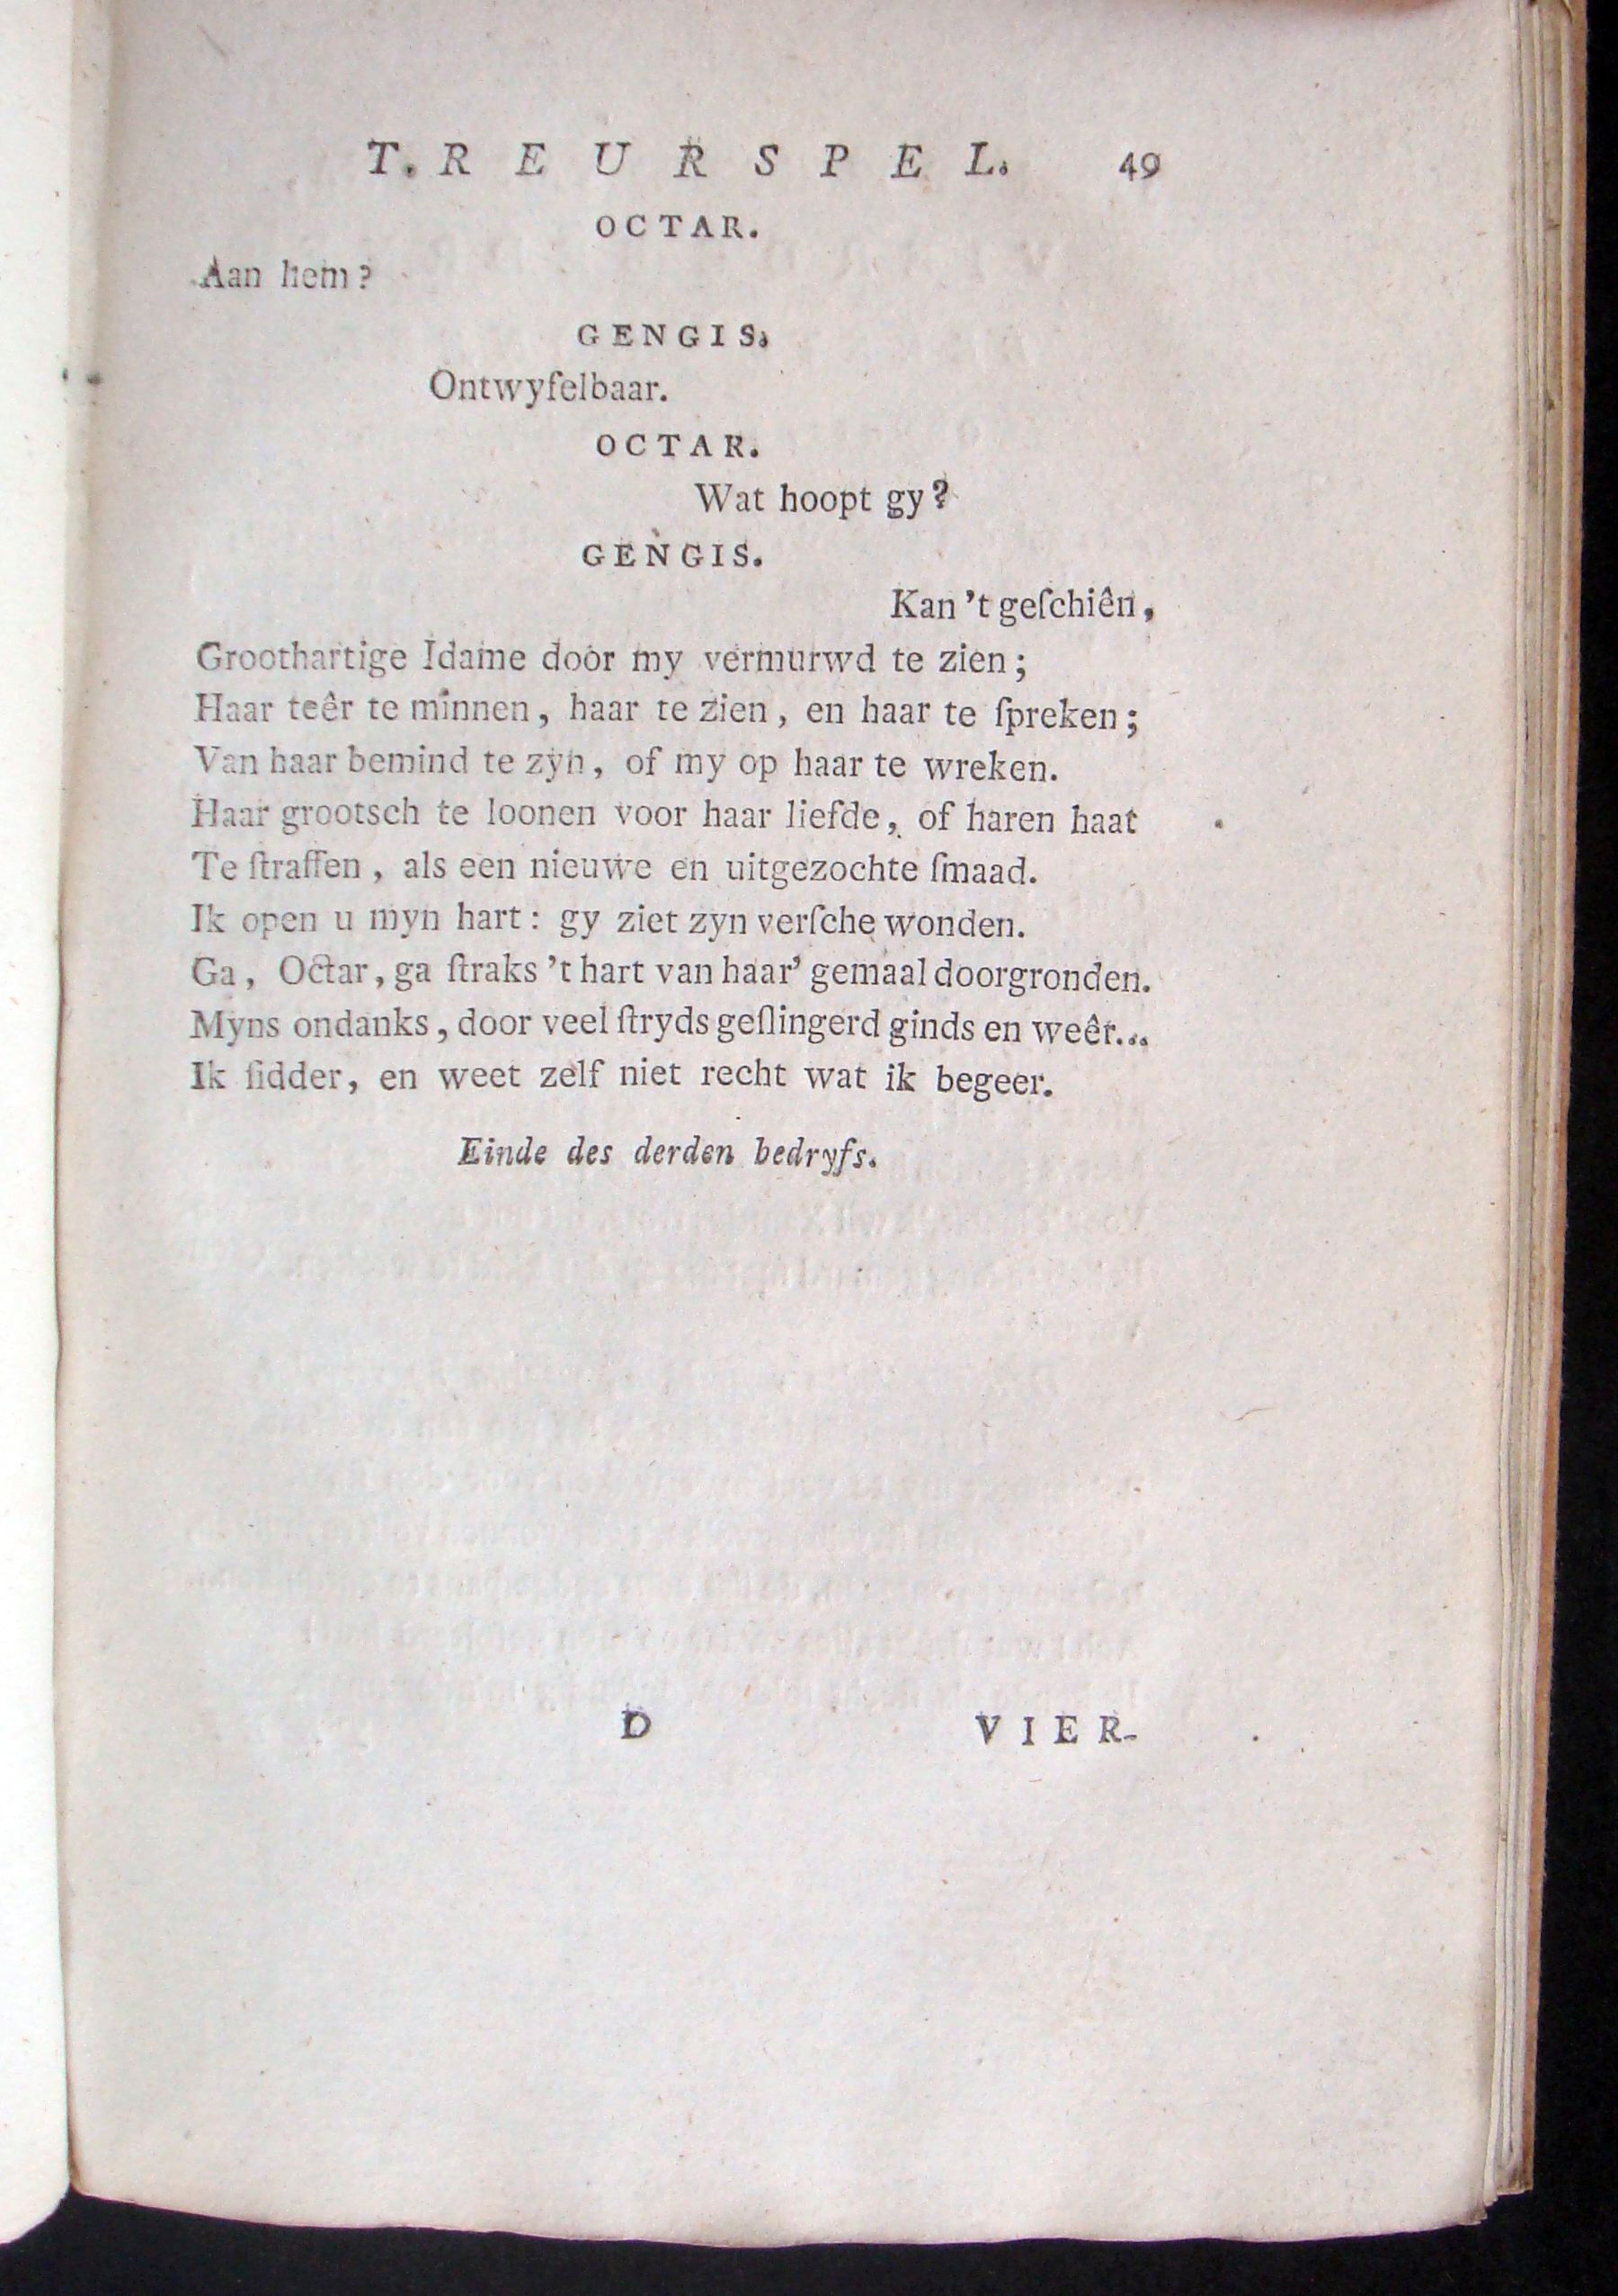 T. R E U R S P E L. 49
OCTAR.
Aan hem?
GENGIS.
Ontwyfelbaar.
OCTAR.
Wat hoopt gy?
GENGIS.
Kan 't geſchiên,
Groothartige Idame door my vermurwd te zien;
Haar teêr te minnen, haar te zien, en haar te ſpreken;
Van haar bemind te zyn, of my op haar te wreken.
Haar grootsch te loonen voor haar liefde, of haren haat
Te ſtraffen, als een nieuwe en uitgezochte ſmaad.
Ik open u myn hart: gy ziet zyn verſche wonden.
Ga, Octar, ga ſtraks 't hart van haar' gemaal doorgronden.
Myns ondanks, door veel ſtryds geſlingerd ginds en weêr...
Ik ſidder, en weet zelf niet recht wat ik begeer.
Einde des derden bedryfs.
D VIER-